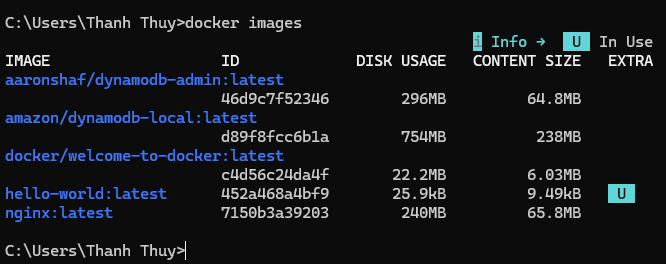 C:\Users\Thanh Thuy>docker images
i Info → U In Use
IMAGE ID DISK USAGE CONTENT SIZE EXTRA
aaronshaf/dynamodb-admin:latest
46d9c7f52346 296MB 64.8MB
amazon/dynamodb-local:latest
d89f8fcc6b1a 754MB 238MB
docker/welcome-to-docker:latest
c4d56c24da4f 22.2MB 6.03MB
hello-world:latest 452a468a4bf9 25.9kB 9.49kB U
nginx:latest 7150b3a39203 240MB 65.8MB
C:\Users\Thanh Thuy>